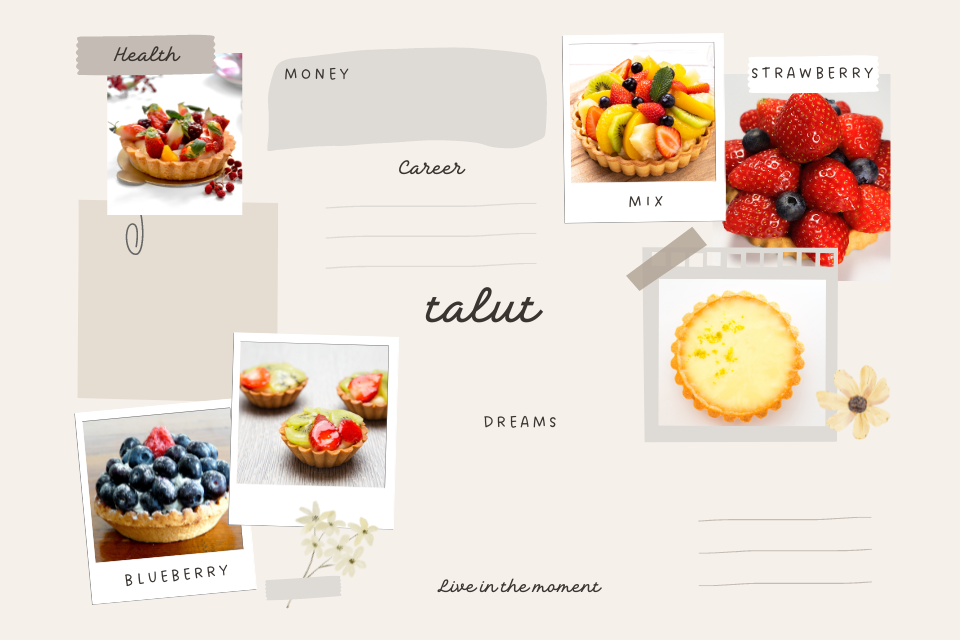 Health
MONEY
STRAWBERRY
Career
MIX
talut
DREAMS
BLUEBERRY
Live in the moment